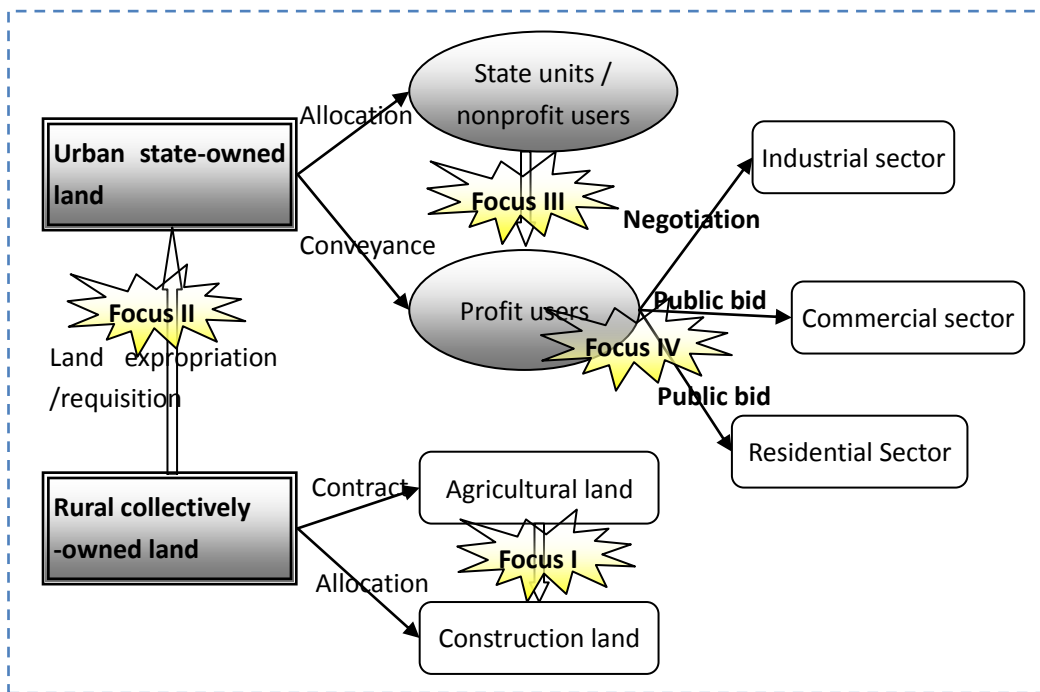 State units /
nonprofit users
Allocation
Urban state-owned
land
Industrial sector
Focus III
Negotiation
Conveyance
Public bid
Profit users
Commercial sector
Focus II
Focus IV
Land expropriation
/requisition
Public bid
Residential Sector
Rural collectively
-owned land
Contract
Agricultural land
Focus I
Allocation
Construction land